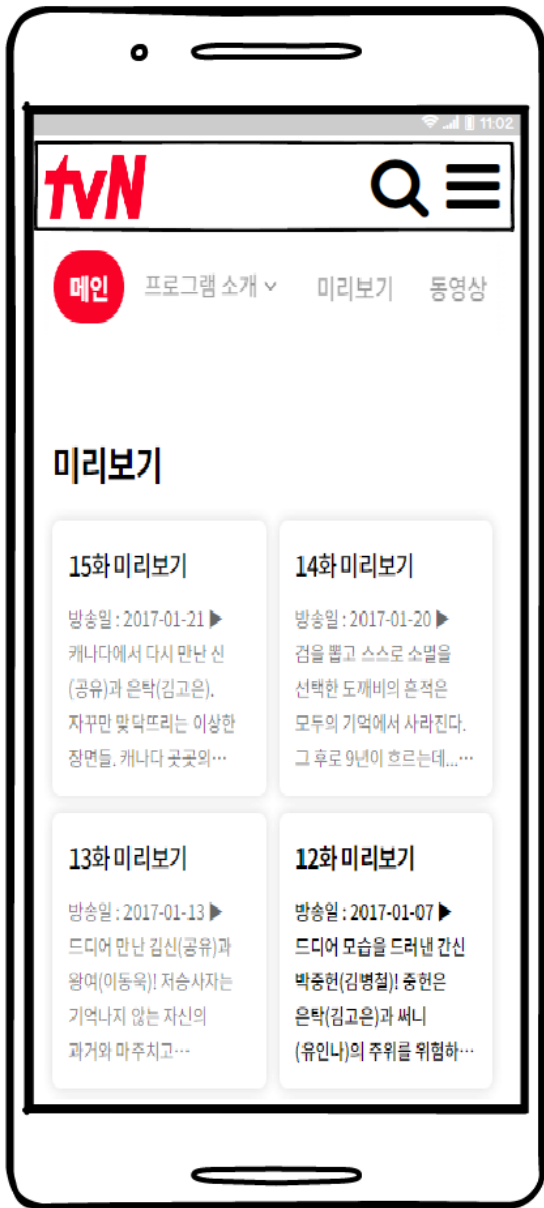 11:02
tvN
메인 프로그램 소개 미리보기 동영상
미리보기
15화 미리보기
방송일 : 2017-01-21 ▶
캐나다에서 다시 만난 신
(공유)과 은탁(김고은).
자꾸만 맞닥뜨리는 이상한
장면들. 캐나다 곳곳의…
14화 미리보기
방송일 : 2017-01-20 ▶
검을 뽑고 스스로 소멸을
선택한 도깨비의 흔적은
모두의 기억에서 사라진다.
그 후로 9년이 흐르는데...…
13화 미리보기
방송일 : 2017-01-13 ▶
드디어 만난 김신(공유)과
왕여(이동욱)! 저승사자는
기억나지 않는 자신의
과거와 마주치고…
12화 미리보기
방송일 : 2017-01-07 ▶
드디어 모습을 드러낸 간신
박중헌(김병철)! 중헌은
은탁(김고은)과 써니
(유인나)의 주위를 위험하…